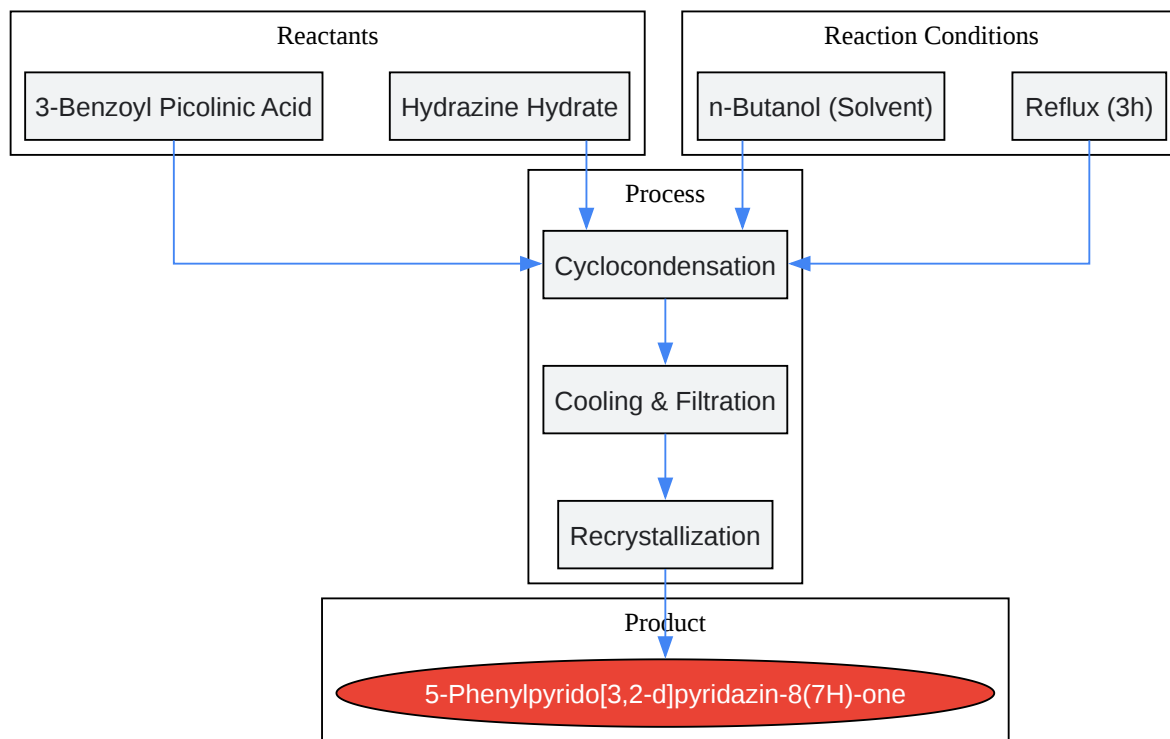 Reactants
Reaction Conditions
3-Benzoyl Picolinic Acid
Hydrazine Hydrate
n-Butanol (Solvent)
Reflux (3h)
Process
Cyclocondensation
Cooling & Filtration
Recrystallization
Product
5-Phenylpyrido[3,2-d]pyridazin-8(7H)-one